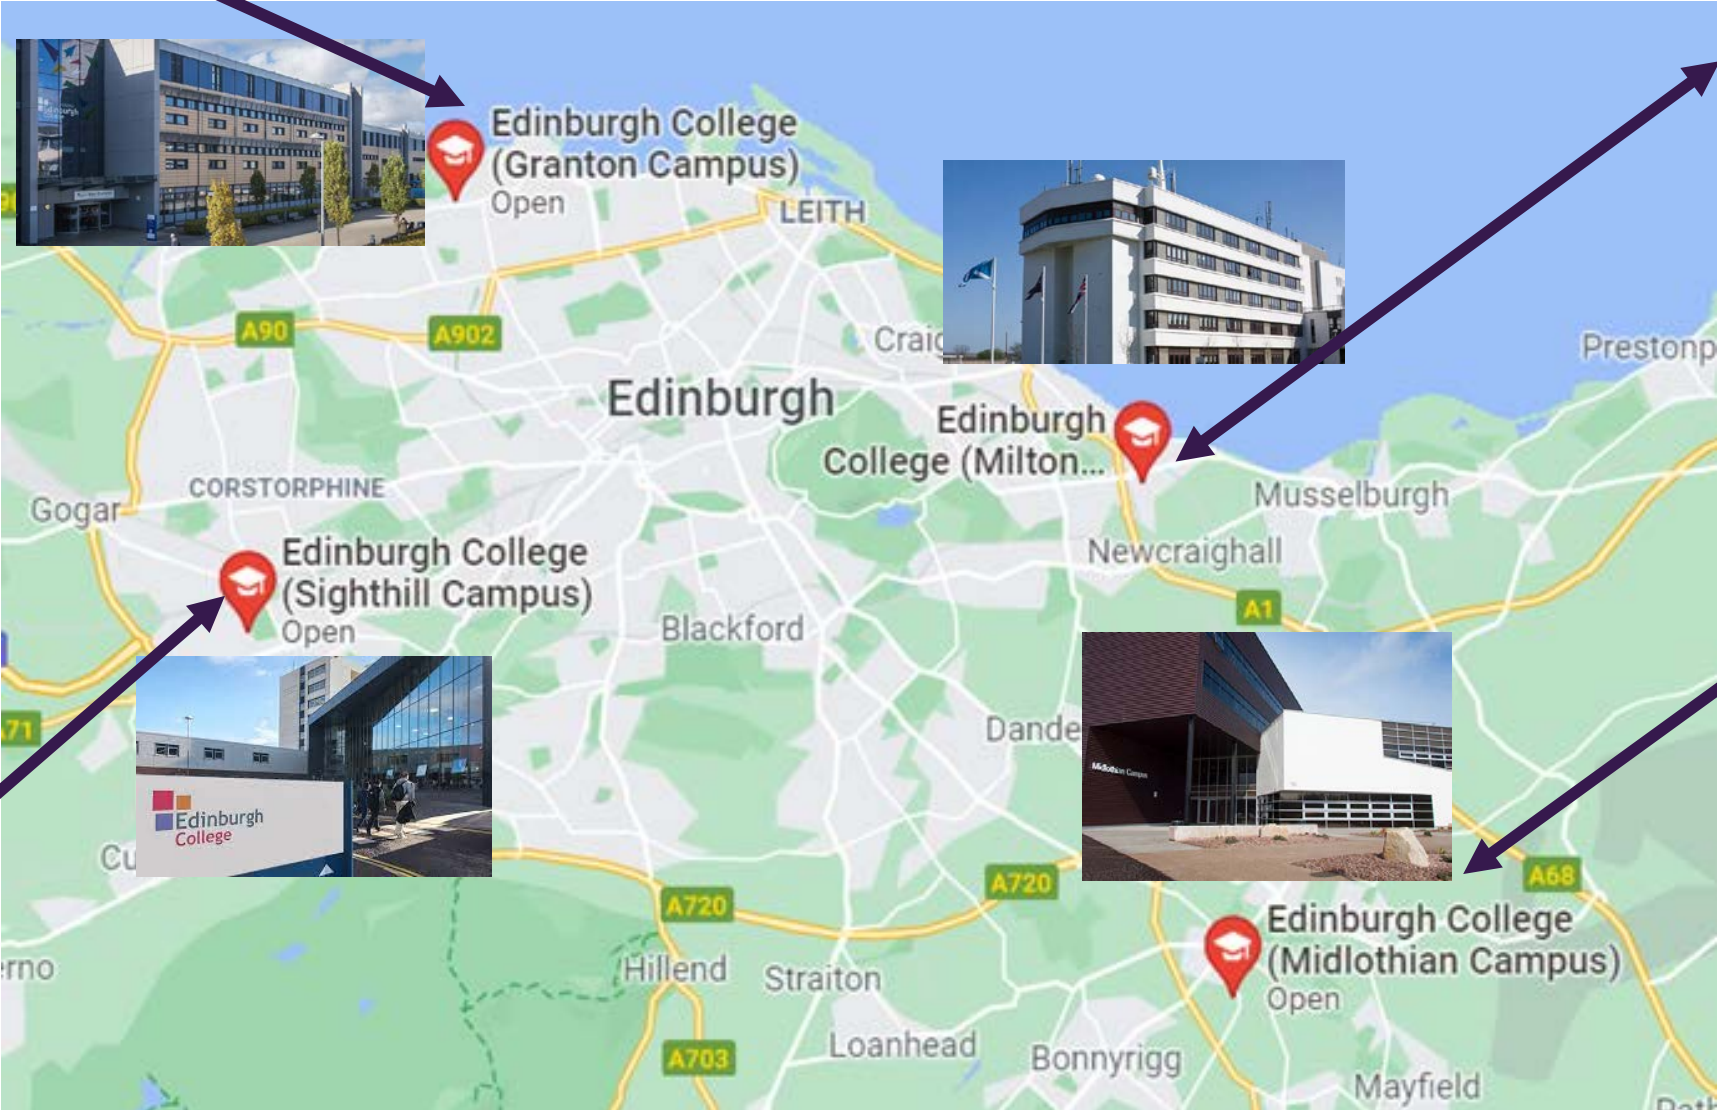 Edinburgh College
(Granton Campus)
Open
LEITH
A90
A902
Craig
Prestonp
Edinburgh
Edinburgh
College (Milton...
CORSTORPHINE
Gogar
Musselburgh
Newcraighall
Edinburgh College
(Sighthill Campus)
Open
A1
Blackford
A71
Dande
Midlothian Campus
Edinburgh
College
Cu
A720
A720
A68
Edinburgh College
(Midlothian Campus)
Open
rno
Hillend
Straiton
Loanhead
Bonnyrigg
A703
Mayfield